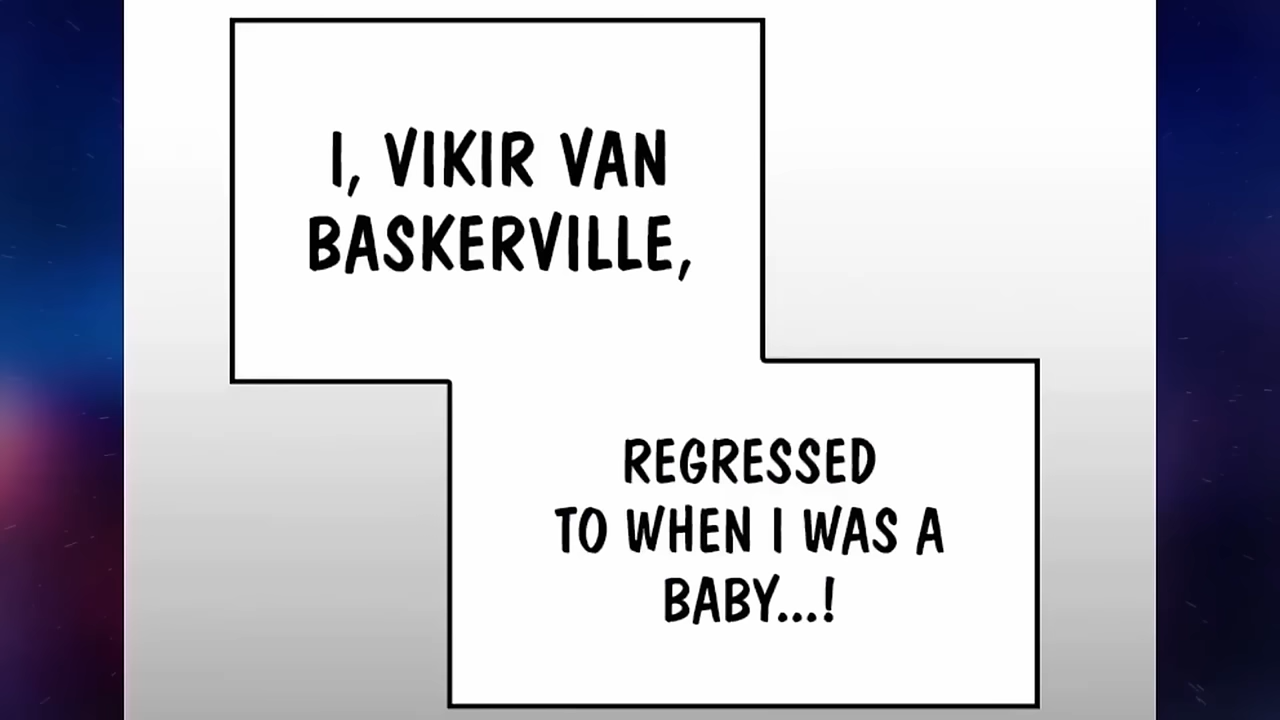 I, VIKIR VAN
BASKERVILLE,
REGRESSED
TO WHEN I WAS A
BABY...!